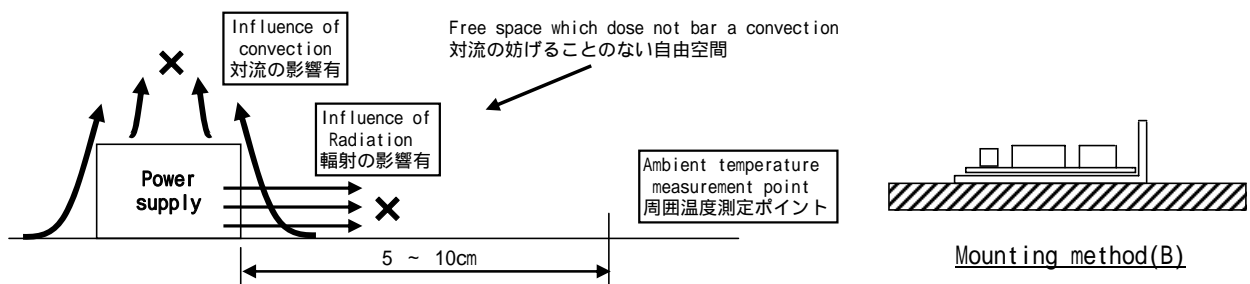 Influence of
convection
対流の影響有
Free space which dose not bar a convection
対流の妨げることのない自由空間
Influence of
Radiation
輻射の影響有
Power
supply
Ambient temperature
measurement point
周囲温度測定ポイント
5 ~ 10cm
Mounting method(B)